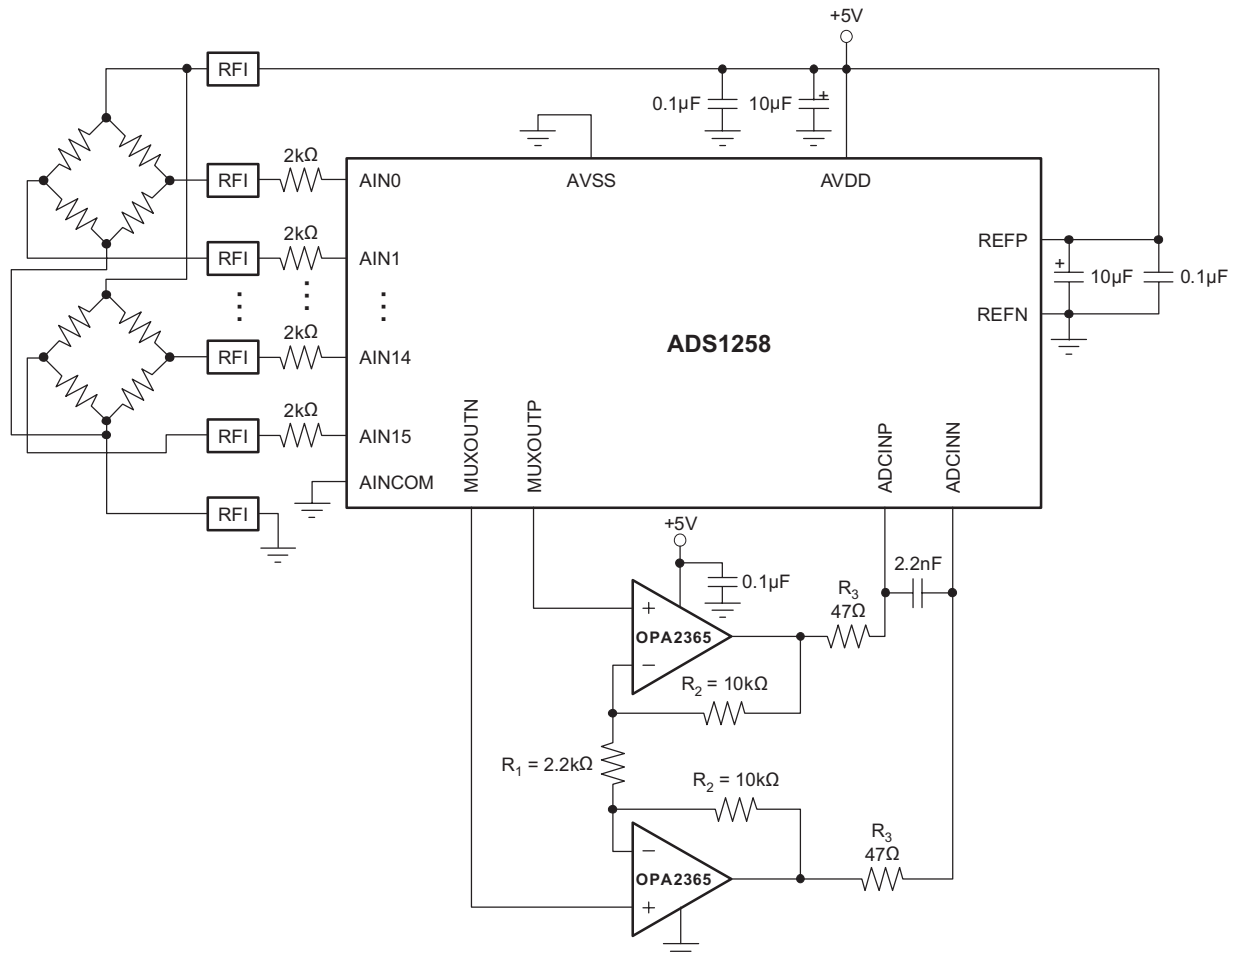 +5V
RFI
0.1µF
10µF
+
2kΩ
RFI
AIN0
AVSS
AVDD
2kΩ
RFI
AIN1
REFP
+
10µF
0.1µF
2kΩ
RFI
AIN14
REFN
ADS1258
2kΩ
RFI
AIN15
AINCOM
MUXOUTN
MUXOUTP
ADCINP
ADCINN
RFI
+5V
0.1µF
2.2nF
+
OPA2365
−
R3
47Ω
R2 = 10kΩ
R1 = 2.2kΩ
R2 = 10kΩ
−
OPA2365
+
R3
47Ω